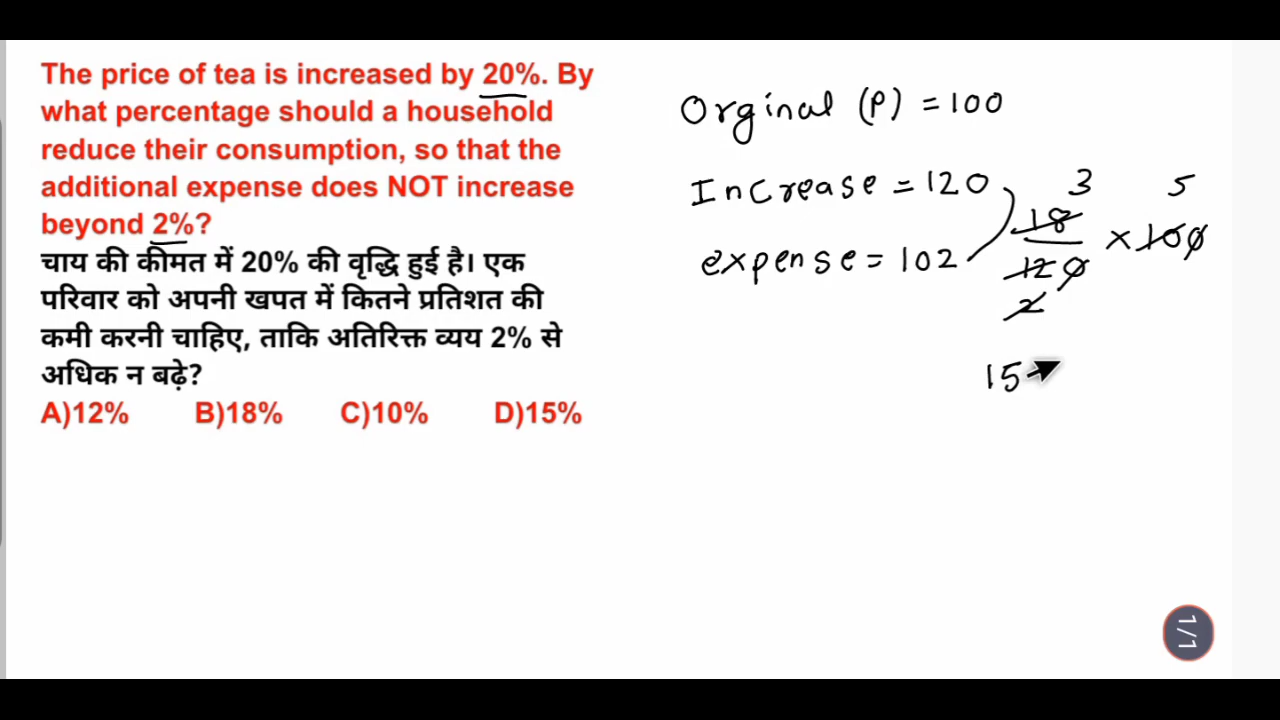 The price of tea is increased by 20%. By
what percentage should a household
reduce their consumption, so that the
additional expense does NOT increase
beyond 2%?
चाय की कीमत में 20% की वृद्धि हुई है। एक
परिवार को अपनी खपत में कितने प्रतिशत की
कमी करनी चाहिए, ताकि अतिरिक्त व्यय 2% से
अधिक न बढ़े?
A)12% B)18% C)10% D)15%
Orginal (P) = 100
Increase = 120
expense = 102
3 5
18
× 100
120
2
15
1/1